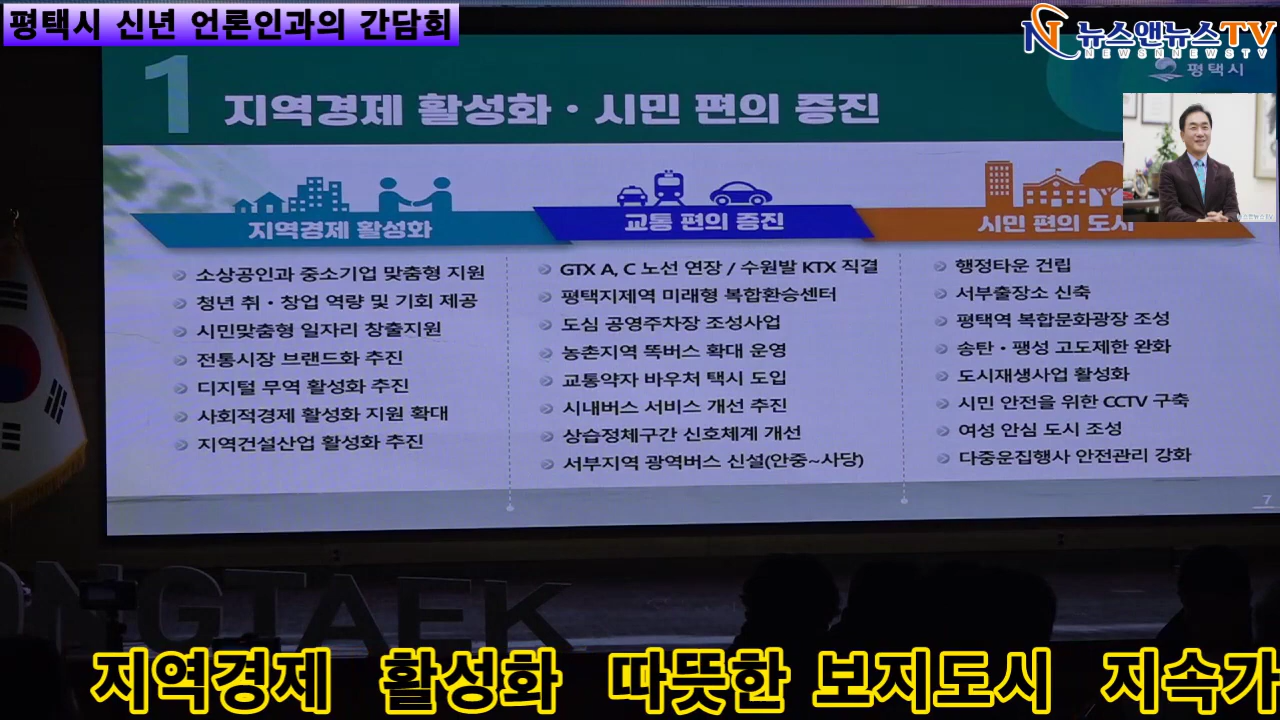 평택시 신년 언론인과의 간담회
뉴스앤뉴스TV
NEWSNNEWSTV
평택시
1 지역경제 활성화 · 시민 편의 증진
지역경제 활성화
소상공인과 중소기업 맞춤형 지원
청년 취 · 창업 역량 및 기회 제공
시민맞춤형 일자리 창출지원
전통시장 브랜드화 추진
디지털 무역 활성화 추진
사회적경제 활성화 지원 확대
지역건설산업 활성화 추진
교통 편의 증진
GTX A, C 노선 연장 / 수원발 KTX 직결
평택지제역 미래형 복합환승센터
도심 공영주차장 조성사업
농촌지역 똑버스 확대 운영
교통약자 바우처 택시 도입
시내버스 서비스 개선 추진
상습정체구간 신호체계 개선
서부지역 광역버스 신설(안중~사당)
시민 편의 도시
행정타운 건립
서부출장소 신축
평택역 복합문화광장 조성
송탄 · 팽성 고도제한 완화
도시재생사업 활성화
시민 안전을 위한 CCTV 구축
여성 안심 도시 조성
다중운집행사 안전관리 강화
7
ONGTAEK
지역경제 활성화 따뜻한 보지도시 지속가